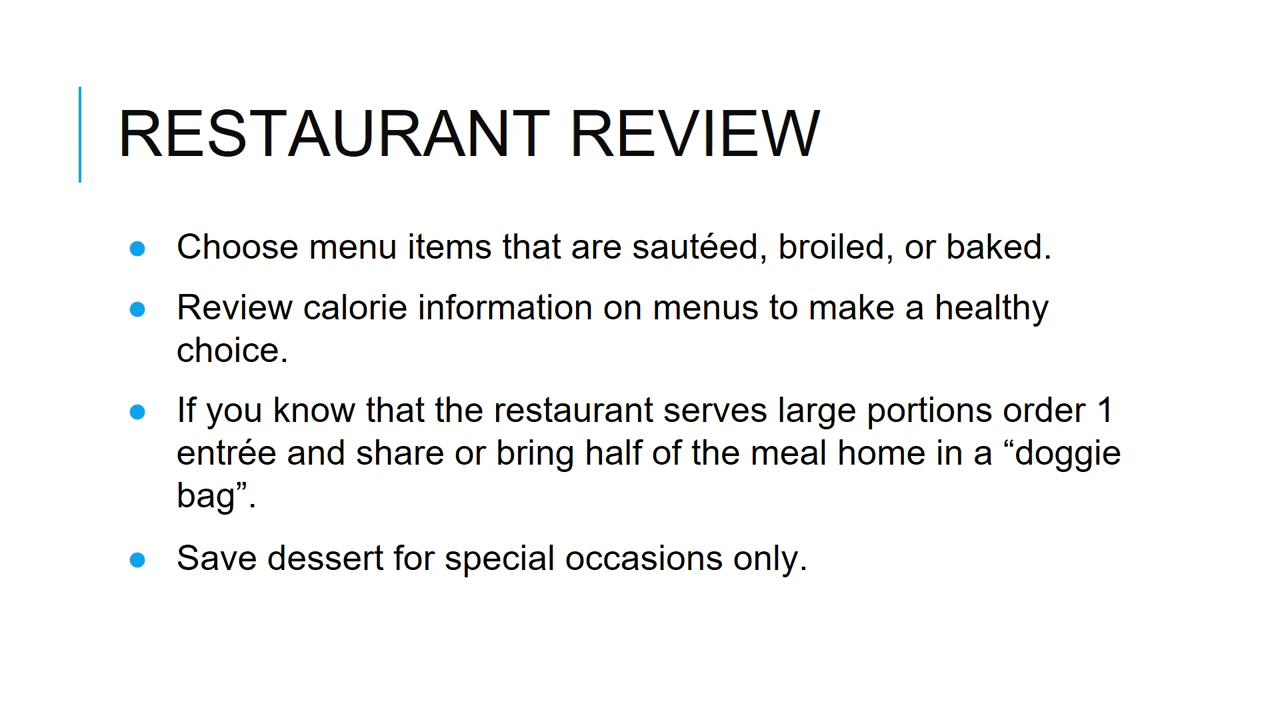 RESTAURANT REVIEW
● Choose menu items that are sautéed, broiled, or baked.
● Review calorie information on menus to make a healthy
choice.
● If you know that the restaurant serves large portions order 1
entrée and share or bring half of the meal home in a “doggie
bag”.
● Save dessert for special occasions only.